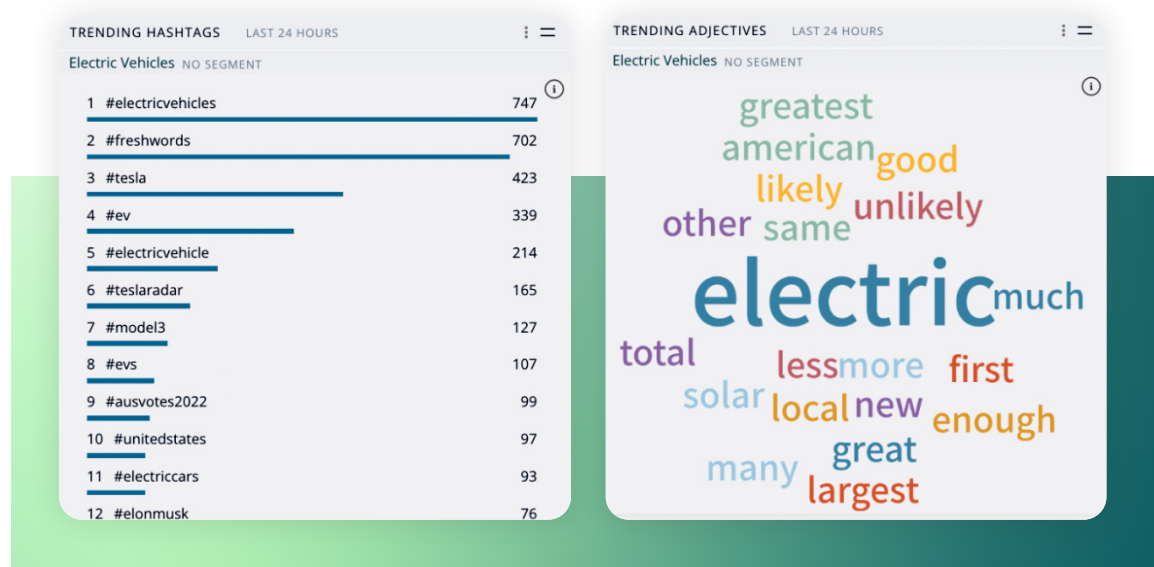 TRENDING HASHTAGS LAST 24 HOURS
Electric Vehicles NO SEGMENT
1 #electricvehicles 747
2 #freshwords 702
3 #tesla 423
4 #ev 339
5 #electricvehicle 214
6 #teslaradar 165
7 #model3 127
8 #evs 107
9 #ausvotes2022 99
10 #unitedstates 97
11 #electriccars 93
12 #elonmusk 76
TRENDING ADJECTIVES LAST 24 HOURS
Electric Vehicles NO SEGMENT
greatest
american
good
likely
unlikely
other
same
electric
much
total
less
more
first
solar
local
new
enough
great
many
largest